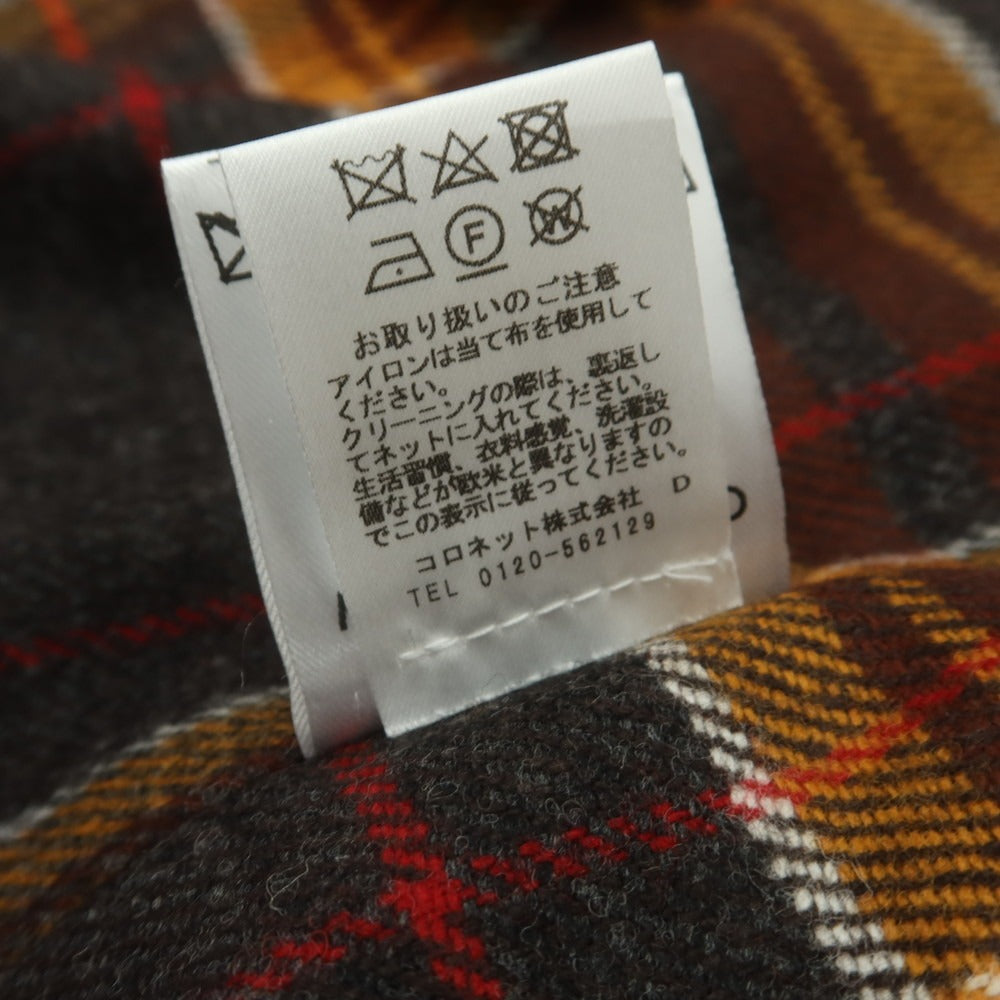 F
W
お取り扱いのご注意
アイロンは当て布を使用して
ください。
クリーニングの際は、裏返し
てネットに入れてください。
生活習慣、衣料感覚、洗濯設
備などが欧米と異なりますの
でこの表示に従ってください。
コロネット株式会社 D
TEL 0120-562129